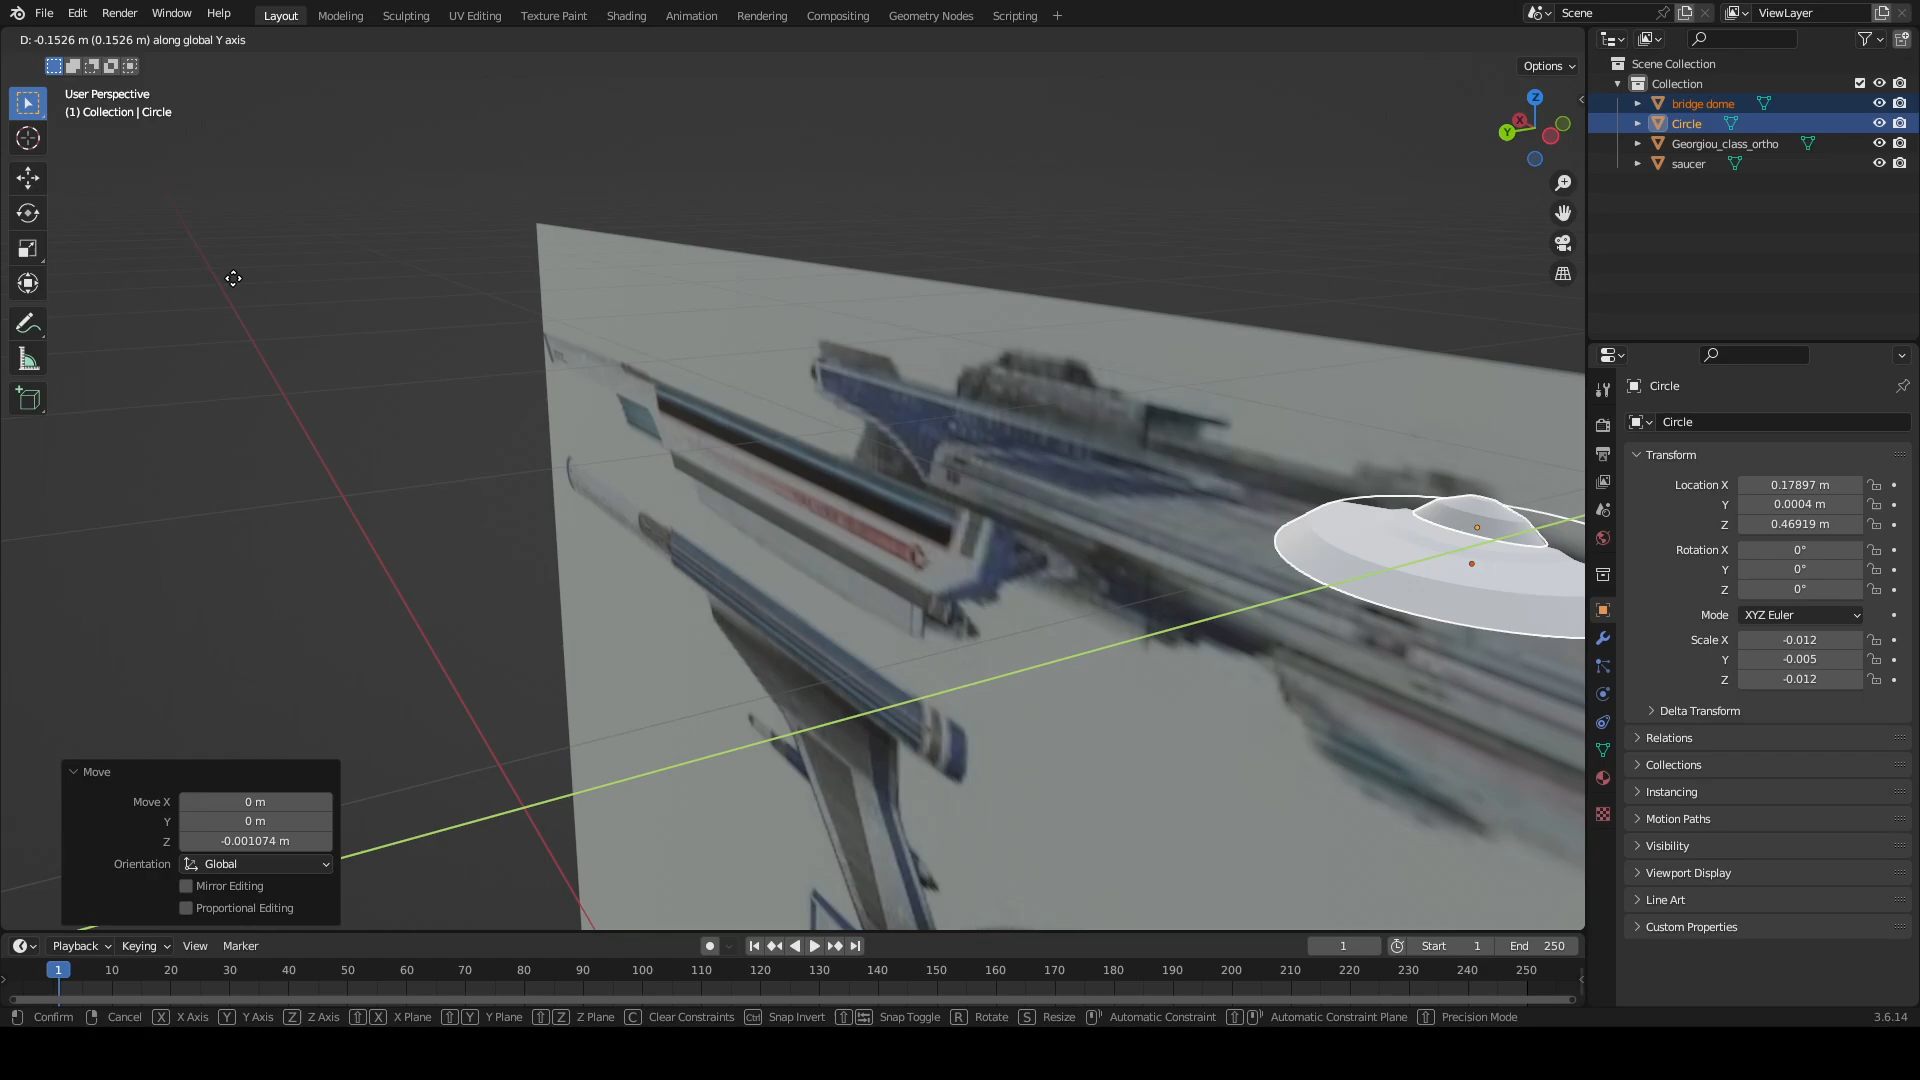 File Edit Render Window Help Layout Modeling Sculpting UV Editing Texture Paint Shading Animation Rendering Compositing Geometry Nodes Scripting + Scene ViewLayer
D: -0.1526 m (0.1526 m) along global Y axis
Options
User Perspective
(1) Collection | Circle
Z
X
Y
Scene Collection
Collection
bridge dome
Circle
Georgiou_class_ortho
saucer
Circle
Circle
Transform
Location X 0.17897 m
Y 0.0004 m
Z 0.46919 m
Rotation X 0°
Y 0°
Z 0°
Mode XYZ Euler
Scale X -0.012
Y -0.005
Z -0.012
Delta Transform
Relations
Collections
Instancing
Motion Paths
Visibility
Viewport Display
Line Art
Custom Properties
Move
Move X 0 m
Y 0 m
Z -0.001074 m
Orientation Global
Mirror Editing
Proportional Editing
Playback Keying View Marker 1 Start 1 End 250
1 10 20 30 40 50 60 70 80 90 100 110 120 130 140 150 160 170 180 190 200 210 220 230 240 250
Confirm Cancel X X Axis Y Y Axis Z Z Axis X X Plane Y Y Plane Z Z Plane C Clear Constraints Ctrl Snap Invert Snap Toggle R Rotate S Resize Automatic Constraint Automatic Constraint Plane Precision Mode 3.6.14